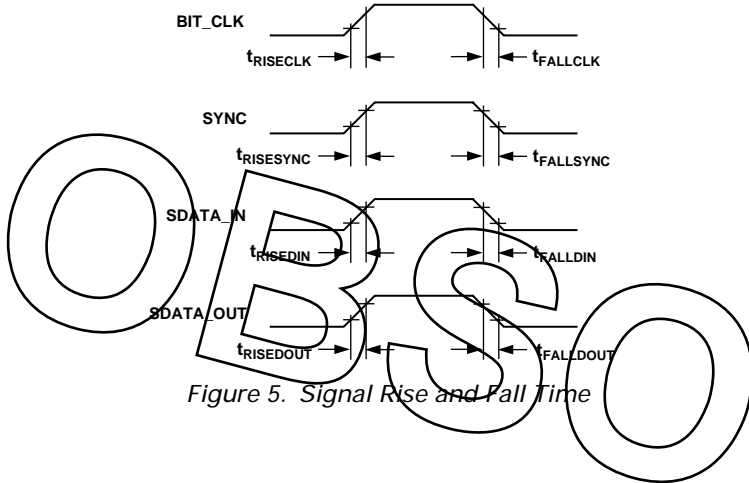 BIT_CLK
tRISECLK tFALLCLK
SYNC
tRISESYNC tFALLSYNC
SDATA_IN
tRISEDIN tFALLDIN
SDATA_OUT
tRISEDOUT tFALLDOUT
Figure 5. Signal Rise and Fall Time
OBSO